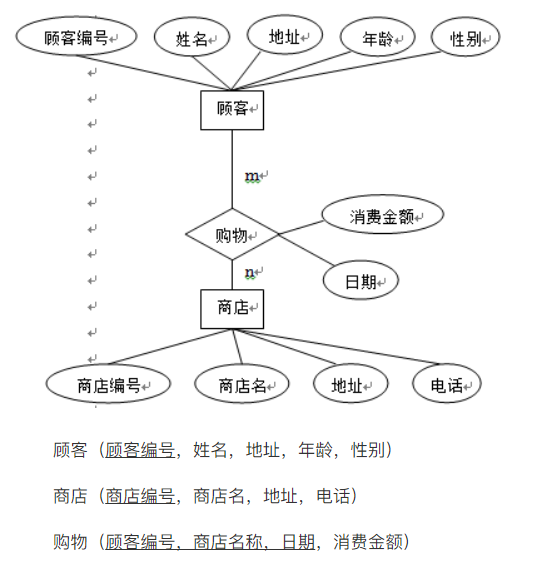 顾客编号 姓名 地址 年龄 性别
顾客
m
消费金额
购物
日期
n
商店
商店编号 商店名 地址 电话
顾客（顾客编号，姓名，地址，年龄，性别）
商店（商店编号，商店名，地址，电话）
购物（顾客编号，商店名称，日期，消费金额）